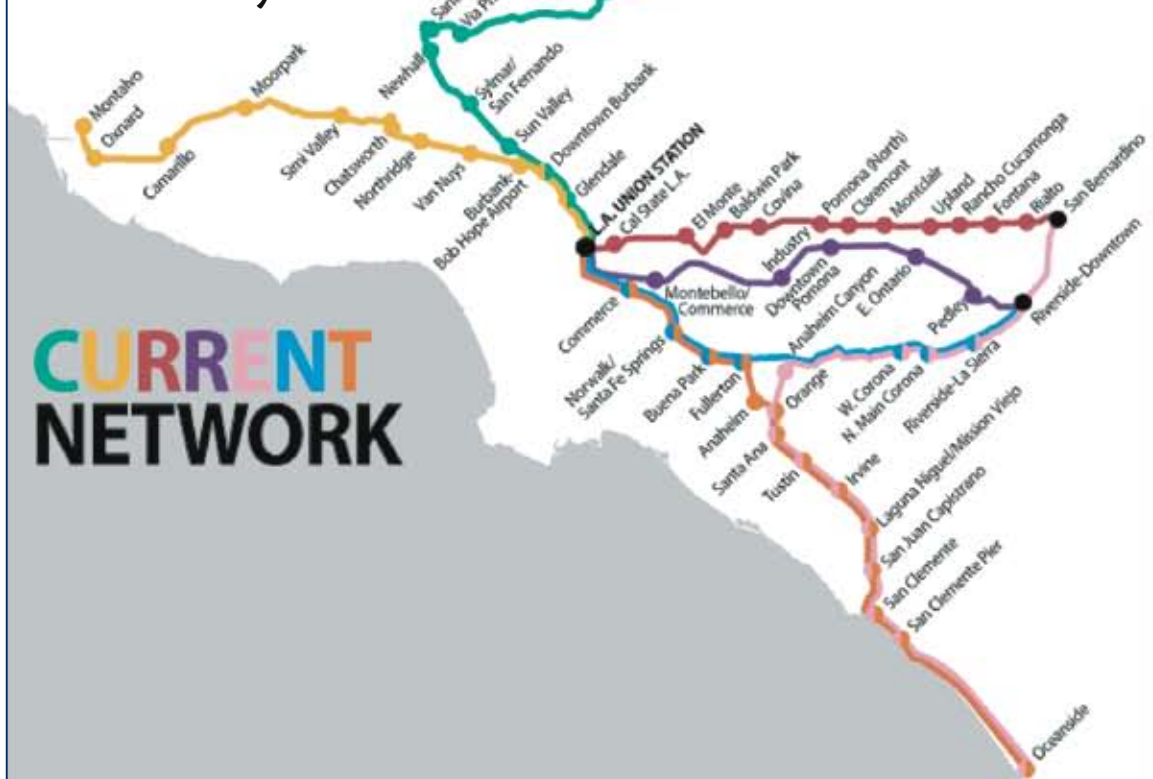 Via
Montalvo
Oxnard
Camarillo
Moorpark
Simi Valley
Chatsworth
Northridge
Van Nuys
Burbank-
Bob Hope Airport
Newhall
Sylmar/
San Fernando
Sun Valley
Downtown Burbank
Glendale
L.A. UNION STATION
Cal State L.A.
El Monte
Baldwin Park
Covina
Pomona (North)
Claremont
Montclair
Upland
Rancho Cucamonga
Fontana
Rialto
San Bernardino
Montebello/
Commerce
Industry
Downtown
Pomona
E. Ontario
Pedley
Riverside-Downtown
Commerce
Norwalk/
Santa Fe Springs
Buena Park
Fullerton
Anaheim Canyon
W. Corona
N. Main Corona
Riverside-La Sierra
Anaheim
Orange
Santa Ana
Tustin
Irvine
Laguna Niguel/Mission Viejo
San Juan Capistrano
San Clemente
San Clemente Pier
Oceanside
CURRENT
NETWORK